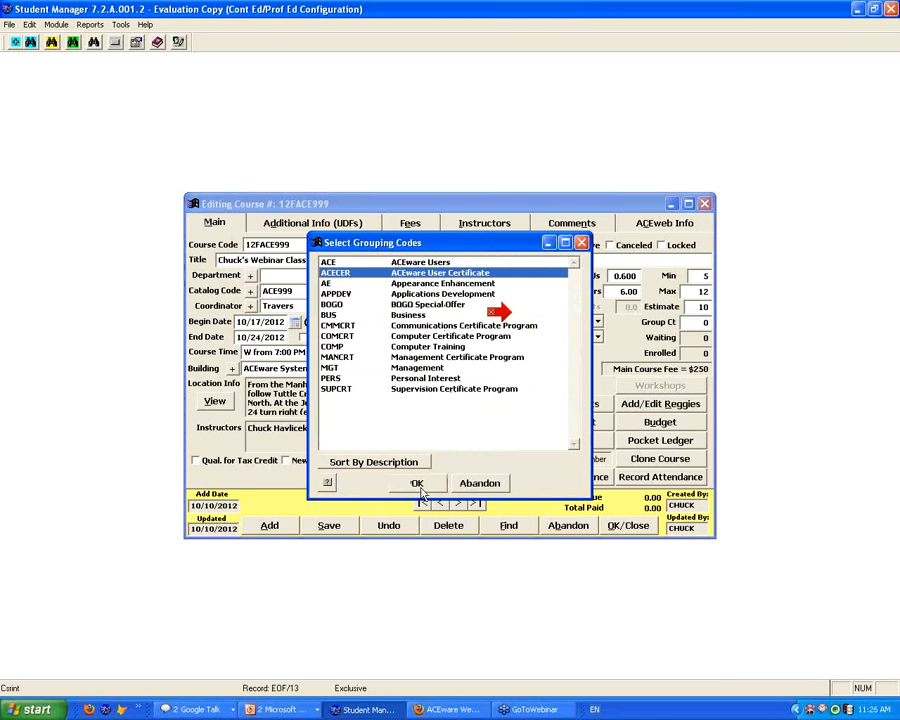 Student Manager 7.2.A.001.2 - Evaluation Copy (Cont Ed/Prof Ed Configuration)
File Edit Module Reports Tools Help
Editing Course #: 12FACE999
Main Additional Info (UDFs) Fees Instructors Comments ACEweb Info
Course Code 12FACE999 Canceled Locked
Title Chuck's Webinar Class
Department +
Catalog Code + ACE999
Coordinator + Travers
Begin Date 10/17/2012
End Date 10/24/2012
Course Time W from 7:00 PM
Building + ACEware System
Location Info From the Manh
follow Tuttle Cr
North. At the Ju
24 turn right (e
View
Instructors Chuck Havlicek
Qual. for Tax Credit New
0.600 Min 5
6.00 Max 12
0.0 Estimate 10
Group Ct 0
Waiting 0
Enrolled 0
Main Course Fee = $250
Workshops
Add/Edit Reggies
Budget
Pocket Ledger
Clone Course
Record Attendance
Select Grouping Codes
ACE ACEware Users
ACECER ACEware User Certificate
AE Appearance Enhancement
APPDEV Applications Development
BOGO BOGO Special Offer
BUS Business
CMMCRT Communications Certificate Program
COMCRT Computer Certificate Program
COMP Computer Training
MANCRT Management Certificate Program
MGT Management
PERS Personal Interest
SUPCRT Supervision Certificate Program
Sort By Description
? OK Abandon
Add Date
10/10/2012
Updated
10/10/2012
0.00
Total Paid 0.00
Created By:
CHUCK
Updated By:
CHUCK
Add Save Undo Delete Find Abandon OK/Close
Csrint Record: EOF/13 Exclusive NUM
start 2 Google Talk 2 Microsoft ... Student Man... ACEware We... GoToWebinar EN 11:26 AM